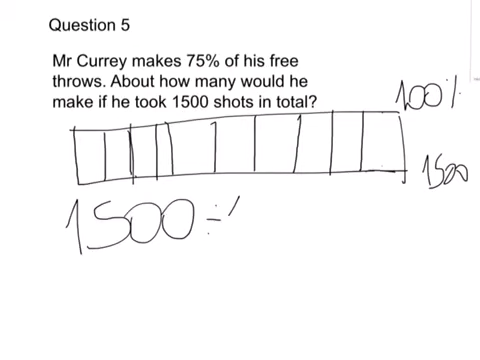 Question 5
Mr Currey makes 75% of his free
throws. About how many would he
make if he took 1500 shots in total?
100%
1500
1500 ÷